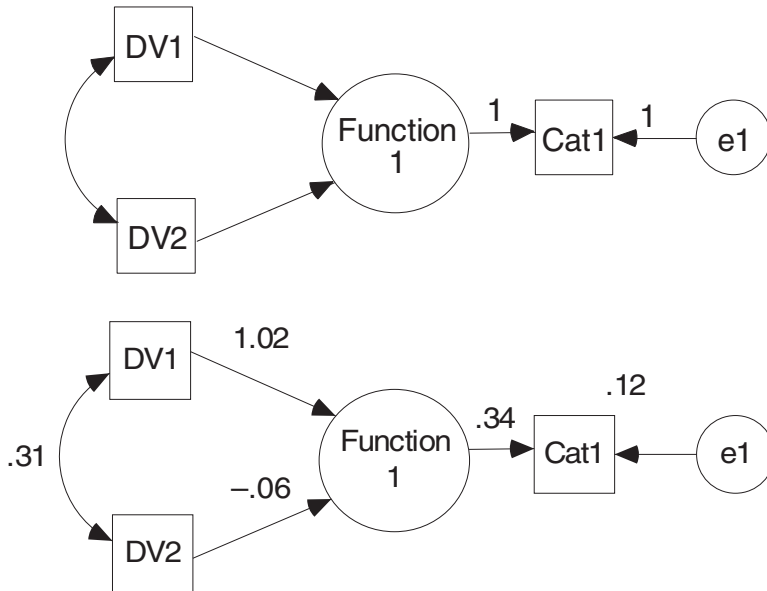 DV1
Function
1
1
Cat1
1
e1
DV2
DV1
1.02
.31
Function
1
.34
Cat1
.12
e1
–.06
DV2